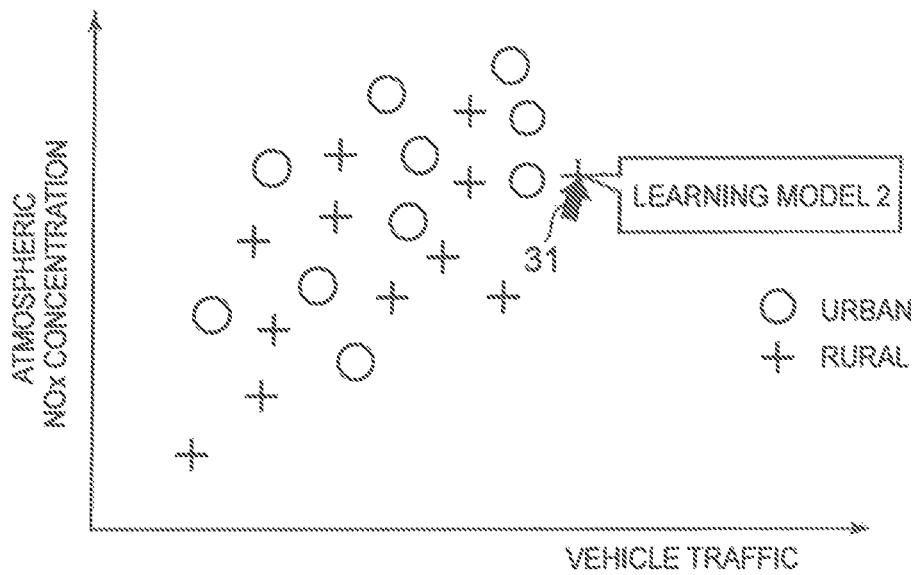 ATMOSPHERIC
NOx CONCENTRATION
LEARNING MODEL 2
31
URBAN
RURAL
VEHICLE TRAFFIC